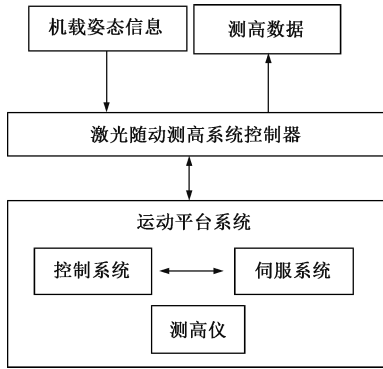 机载姿态信息
测高数据
激光随动测高系统控制器
运动平台系统
控制系统
伺服系统
测高仪